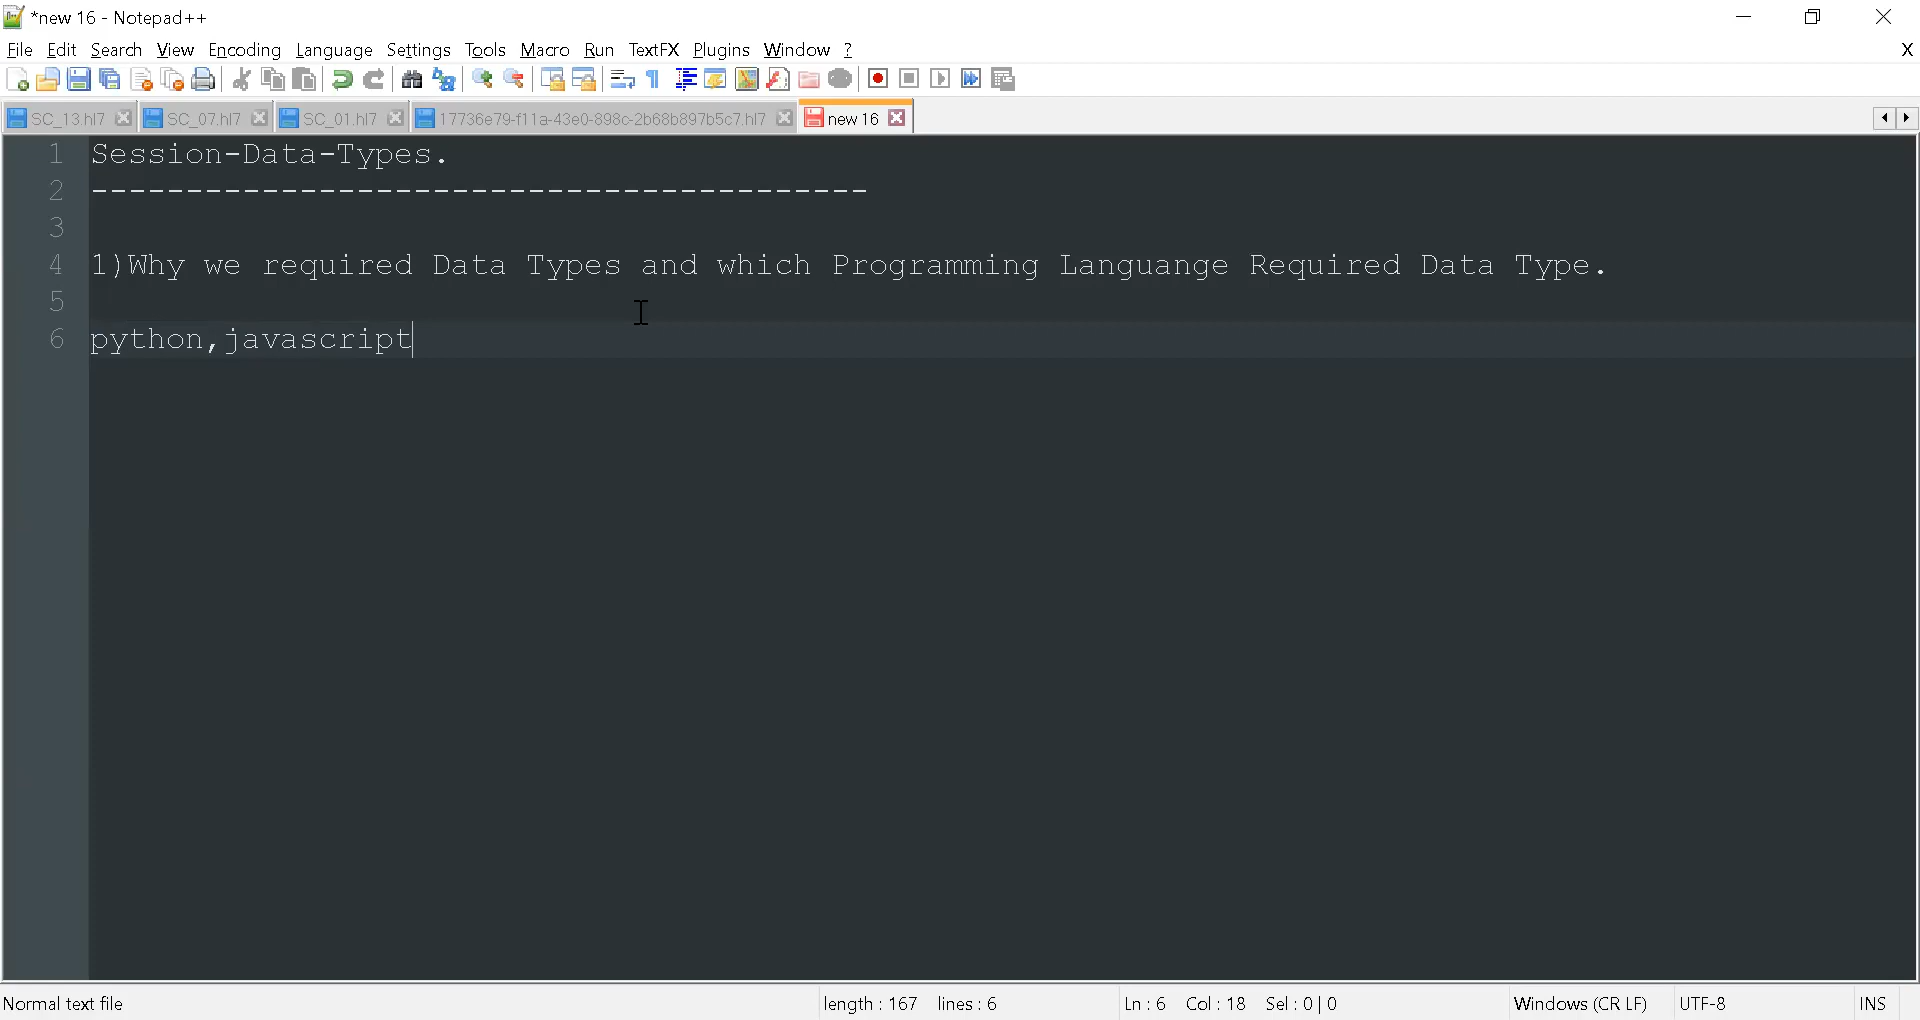 *new 16 - Notepad++
File Edit Search View Encoding Language Settings Tools Macro Run TextFX Plugins Window ? X
SC_13.hl7 SC_07.hl7 SC_01.hl7 17736e79-f11a-43e0-898c-2b68b897b5c7.hl7 new 16
1 Session-Data-Types.
2 -----------------------------------------
3
4 1)Why we required Data Types and which Programming Languange Required Data Type.
5
6 python,javascript
Normal text file length : 167 lines : 6 Ln : 6 Col : 18 Sel : 0 | 0 Windows (CR LF) UTF-8 INS